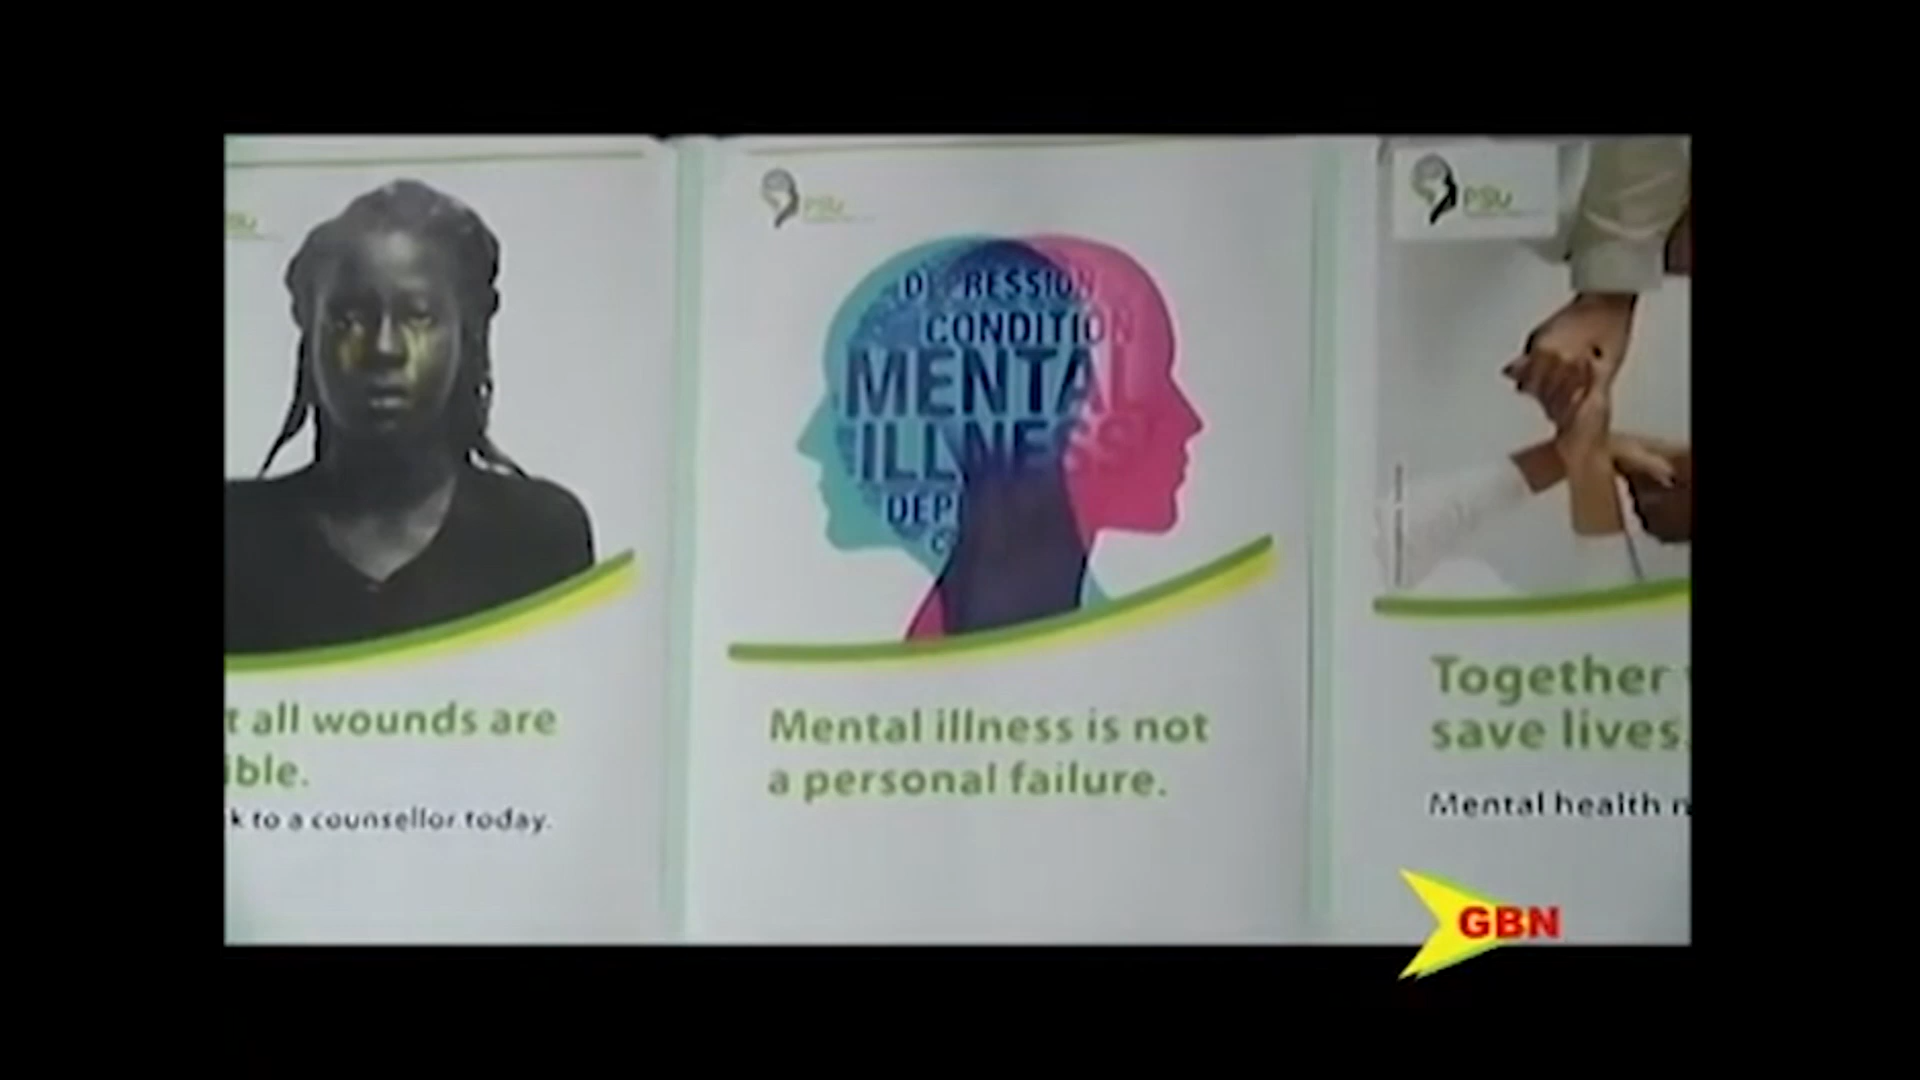 t all wounds are
ible.
k to a counsellor today.
PSU
DEPRESSION
CONDITION
MENTAL
ILLNESS
DEP
C
Mental illness is not
a personal failure.
PSU
Together
save lives.
Mental health
GBN